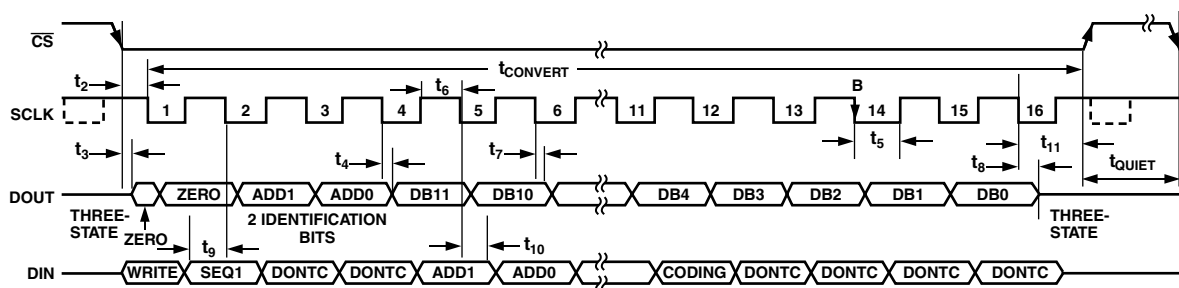 CS
t2
tCONVERT
t6
B
SCLK
1 2 3 4 5 6 11 12 13 14 15 16
t3
t4
t7
t5
t8
t11
tQUIET
DOUT
ZERO ADD1 ADD0 DB11 DB10 DB4 DB3 DB2 DB1 DB0
THREE-
STATE
ZERO
2 IDENTIFICATION
BITS
THREE-
STATE
t9
t10
DIN
WRITE SEQ1 DONTC DONTC ADD1 ADD0 CODING DONTC DONTC DONTC DONTC